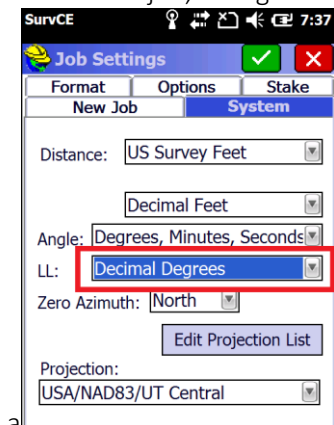 SurvCE 7:37
Job Settings
Format Options Stake
New Job System
Distance: US Survey Feet
Decimal Feet
Angle: Degrees, Minutes, Seconds
LL: Decimal Degrees
Zero Azimuth: North
Edit Projection List
Projection:
USA/NAD83/UT Central
a